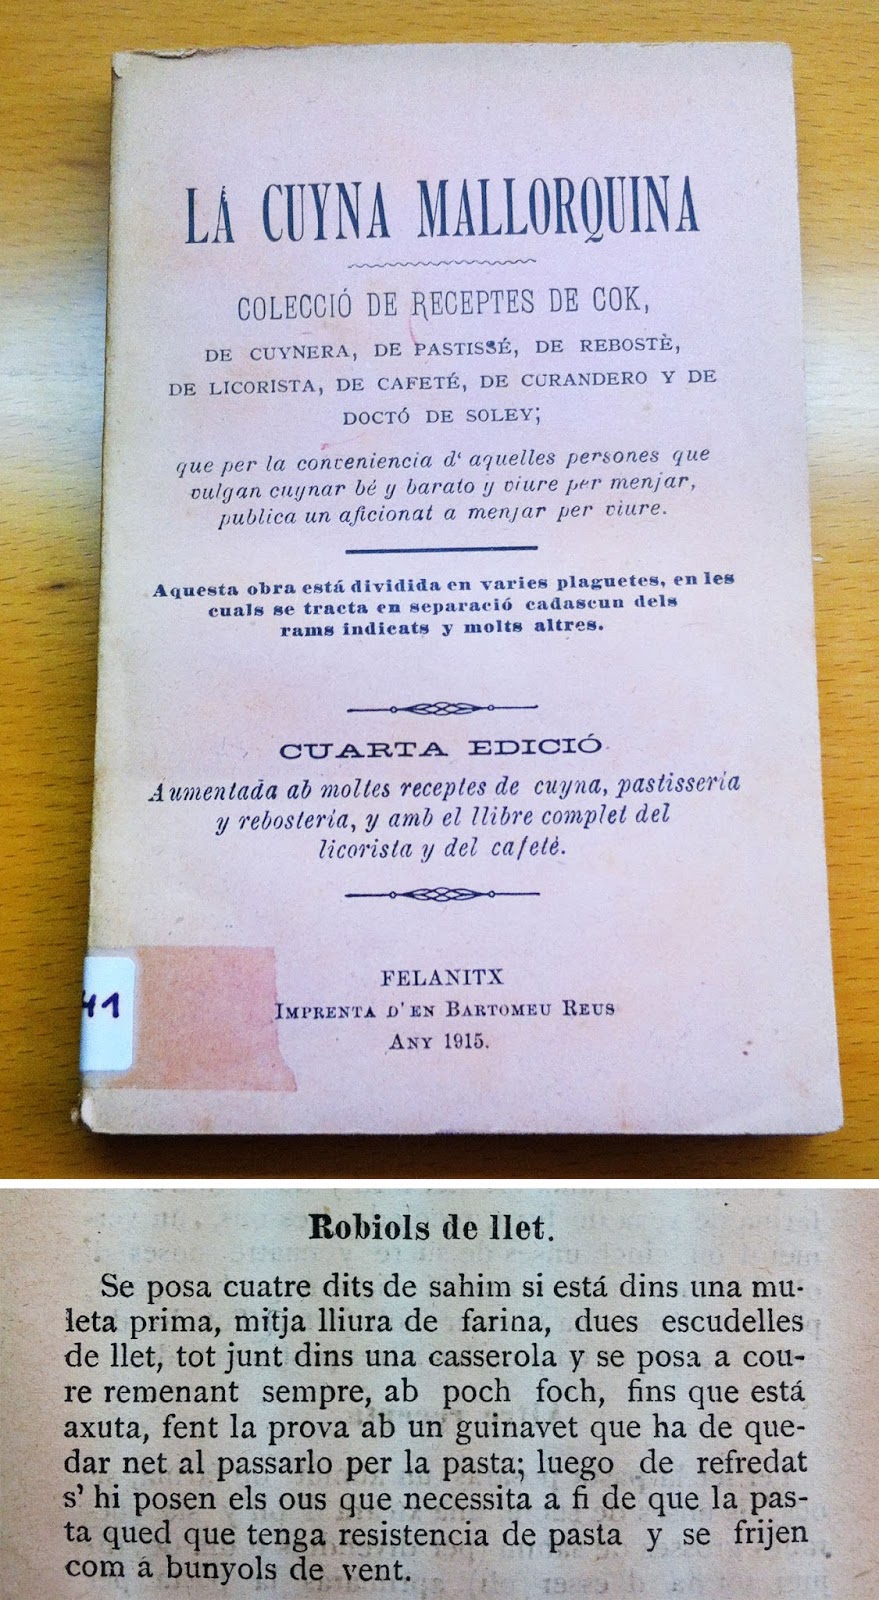 LA CUYNA MALLORQUINA
COLECCIÓ DE RECEPTES DE COK,
DE CUYNERA, DE PASTISSÉ, DE REBOSTÈ,
DE LICORISTA, DE CAFETÉ, DE CURANDERO Y DE
DOCTÓ DE SOLEY;
que per la conveniencia d' aquelles persones que
vulgan cuynar bé y barato y viure per menjar,
publica un aficionat a menjar per viure.
Aquesta obra está dividida en varies plaguetes, en les
cuals se tracta en separació cadascun dels
rams indicats y molts altres.
CUARTA EDICIÓ
Aumentada ab moltes receptes de cuyna, pastissería
y rebostería, y amb el llibre complet del
licorista y del cafetè.
FELANITX
IMPRENTA D'EN BARTOMEU REUS
ANY 1915.
41
Robiols de llet.
Se posa cuatre dits de sahim si está dins una mu-
leta prima, mitja lliura de farina, dues escudelles
de llet, tot junt dins una casserola y se posa a cou-
re remenant sempre, ab poch foch, fins que está
axuta, fent la prova ab un guinavet que ha de que-
dar net al passarlo per la pasta; luego de refredat
s' hi posen els ous que necessita a fi de que la pas-
ta qued que tenga resistencia de pasta y se frijen
com á bunyols de vent.